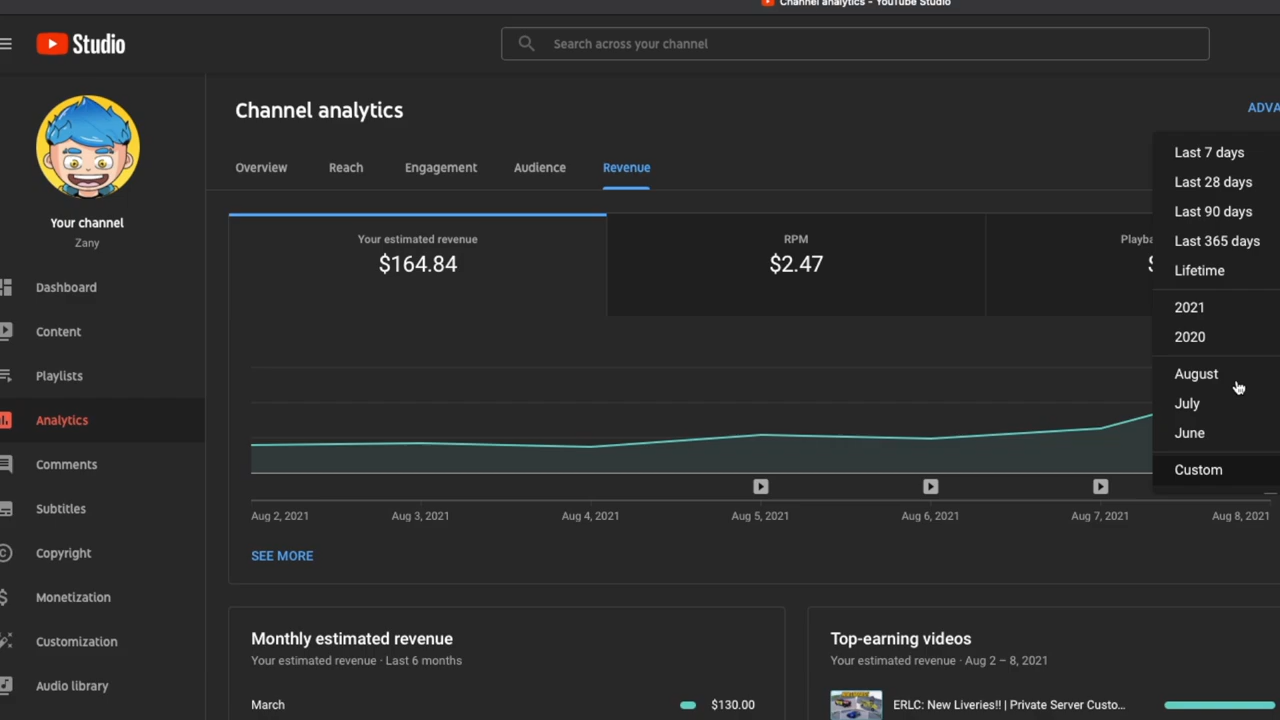 Channel analytics - YouTube Studio
Studio
Search across your channel
Channel analytics
ADVA
Overview
Reach
Engagement
Audience
Revenue
Your channel
Zany
Dashboard
Content
Playlists
Analytics
Comments
Subtitles
Copyright
Monetization
Customization
Audio library
Your estimated revenue
$164.84
RPM
$2.47
Playba
$
Last 7 days
Last 28 days
Last 90 days
Last 365 days
Lifetime
2021
2020
August
July
June
Custom
Aug 2, 2021
Aug 3, 2021
Aug 4, 2021
Aug 5, 2021
Aug 6, 2021
Aug 7, 2021
Aug 8, 2021
SEE MORE
Monthly estimated revenue
Your estimated revenue · Last 6 months
March
$130.00
Top-earning videos
Your estimated revenue · Aug 2 – 8, 2021
ERLC: New Liveries!! | Private Server Custo...